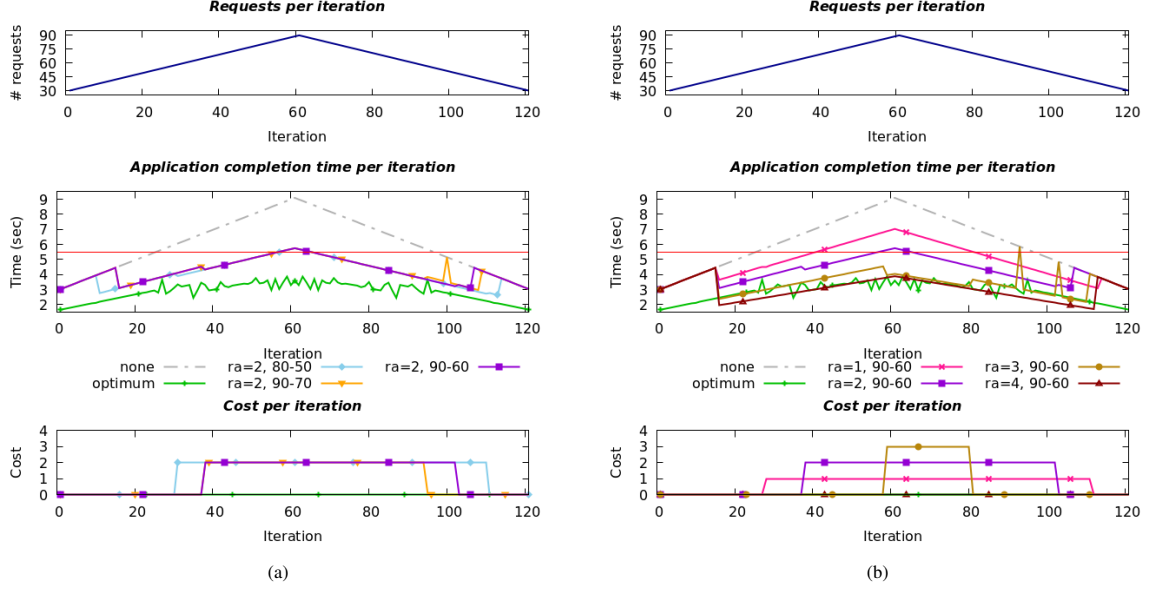 Requests per iteration
# requests
90
75
60
45
30
0 20 40 60 80 100 120
Iteration
Application completion time per iteration
Time (sec)
9
8
7
6
5
4
3
2
0 20 40 60 80 100 120
Iteration
none ra=2, 80-50 ra=2, 90-60
optimum ra=2, 90-70
Cost per iteration
Cost
4
3
2
1
0
0 20 40 60 80 100 120
Iteration
(a)
Requests per iteration
# requests
90
75
60
45
30
0 20 40 60 80 100 120
Iteration
Application completion time per iteration
Time (sec)
9
8
7
6
5
4
3
2
0 20 40 60 80 100 120
Iteration
none ra=1, 90-60 ra=3, 90-60
optimum ra=2, 90-60 ra=4, 90-60
Cost per iteration
Cost
4
3
2
1
0
0 20 40 60 80 100 120
Iteration
(b)